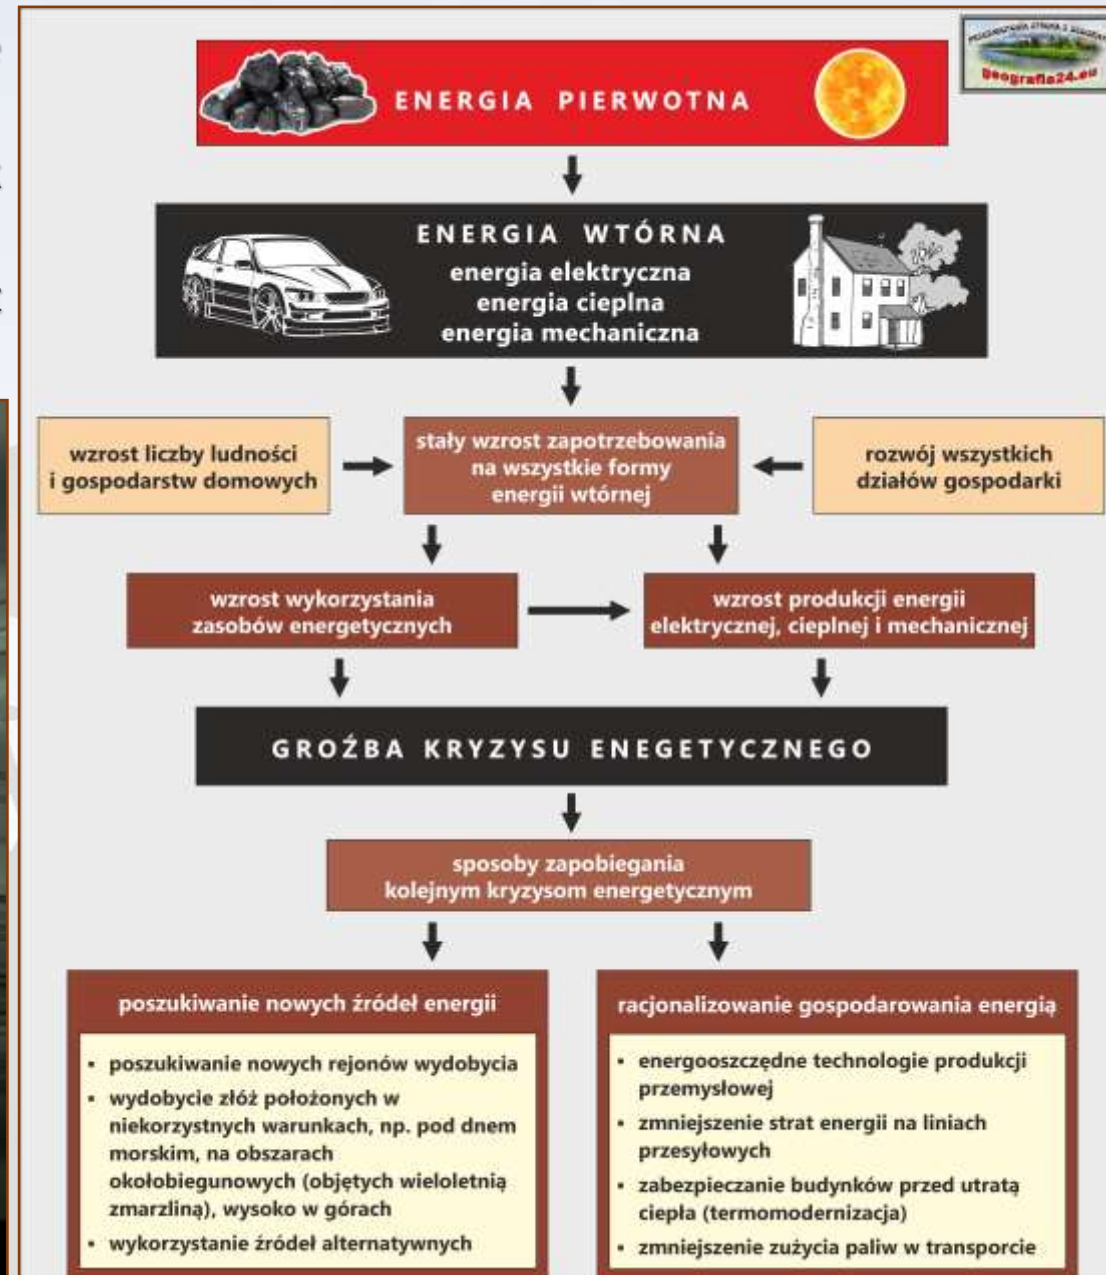 geografia24.eu
ENERGIA PIERWOTNA
ENERGIA WTÓRNA
energia elektryczna
energia cieplna
energia mechaniczna
wzrost liczby ludności
i gospodarstw domowych
stały wzrost zapotrzebowania
na wszystkie formy
energii wtórnej
rozwój wszystkich
działów gospodarki
wzrost wykorzystania
zasobów energetycznych
wzrost produkcji energii
elektrycznej, cieplnej i mechanicznej
GROŹBA KRYZYSU ENEGETYCZNEGO
sposoby zapobiegania
kolejnym kryzysom energetycznym
poszukiwanie nowych źródeł energii
▪ poszukiwanie nowych rejonów wydobycia
▪ wydobycie złóż położonych w
niekorzystnych warunkach, np. pod dnem
morskim, na obszarach
okołobiegunowych (objętych wieloletnią
zmarzliną), wysoko w górach
▪ wykorzystanie źródeł alternatywnych
racjonalizowanie gospodarowania energią
▪ energooszczędne technologie produkcji
przemysłowej
▪ zmniejszenie strat energii na liniach
przesyłowych
▪ zabezpieczanie budynków przed utratą
ciepła (termomodernizacja)
▪ zmniejszenie zużycia paliw w transporcie